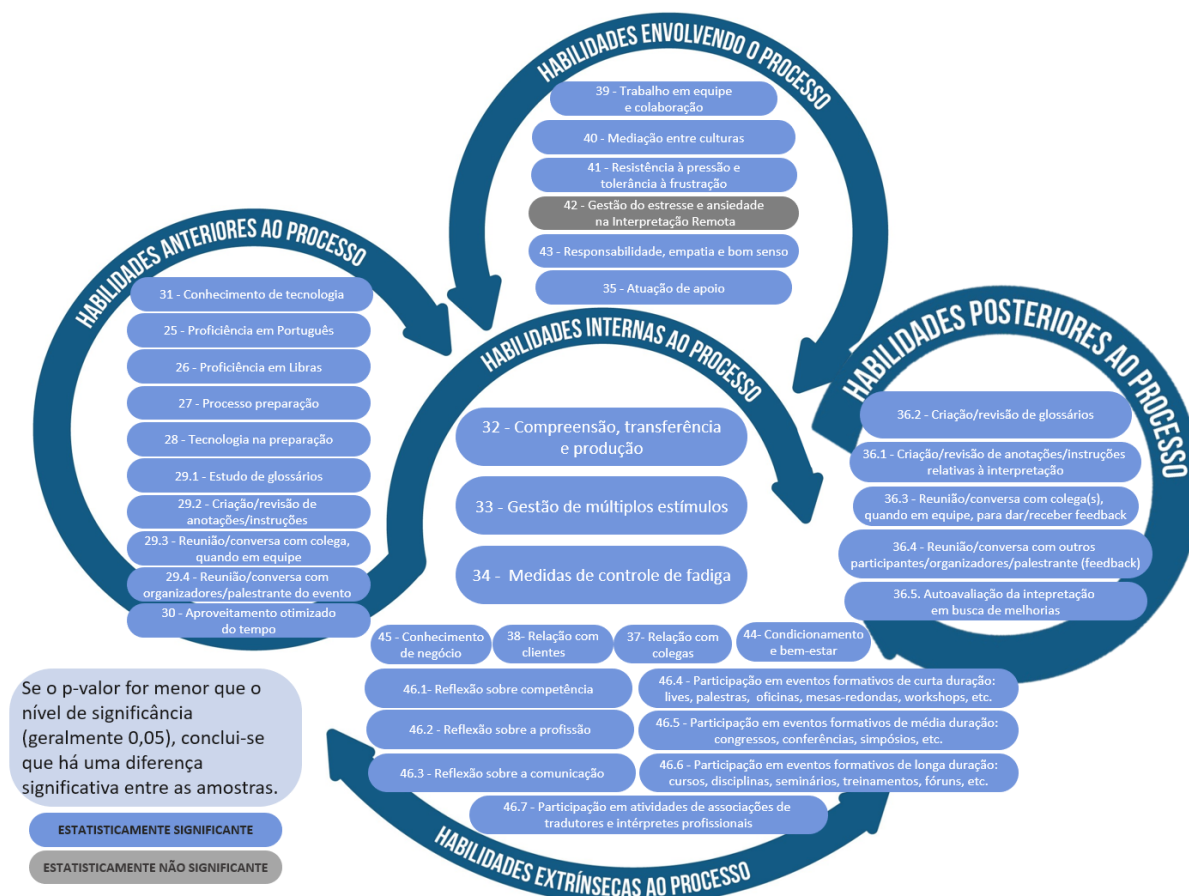 HABILIDADES ENVOLVENDO O PROCESSO
39 - Trabalho em equipe
e colaboração
40 - Mediação entre culturas
41 - Resistência à pressão e
tolerância à frustração
42 - Gestão do estresse e ansiedade
na Interpretação Remota
43 - Responsabilidade, empatia e bom senso
35 - Atuação de apoio
HABILIDADES ANTERIORES AO PROCESSO
31 - Conhecimento de tecnologia
25 - Proficiência em Português
26 - Proficiência em Libras
27 - Processo preparação
28 - Tecnologia na preparação
29.1 - Estudo de glossários
29.2 - Criação/revisão de
anotações/instruções
29.3 - Reunião/conversa com colega,
quando em equipe
29.4 - Reunião/conversa com
organizadores/palestrante do evento
30 - Aproveitamento otimizado
do tempo
HABILIDADES INTERNAS AO PROCESSO
32 - Compreensão, transferência
e produção
33 - Gestão de múltiplos estímulos
34 - Medidas de controle de fadiga
HABILIDADES POSTERIORES AO PROCESSO
36.2 - Criação/revisão de glossários
36.1 - Criação/revisão de anotações/instruções
relativas à interpretação
36.3 - Reunião/conversa com colega(s),
quando em equipe, para dar/receber feedback
36.4 - Reunião/conversa com outros
participantes/organizadores/palestrante (feedback)
36.5. Autoavaliação da intepretação
em busca de melhorias
45 - Conhecimento
de negócio
38- Relação com
clientes
37- Relação com
colegas
44- Condicionamento
e bem-estar
46.1- Reflexão sobre competência
46.2 - Reflexão sobre a profissão
46.3 - Reflexão sobre a comunicação
46.4 - Participação em eventos formativos de curta duração:
lives, palestras, oficinas, mesas-redondas, workshops, etc.
46.5 - Participação em eventos formativos de média duração:
congressos, conferências, simpósios, etc.
46.6 - Participação em eventos formativos de longa duração:
cursos, disciplinas, seminários, treinamentos, fóruns, etc.
46.7 - Participação em atividades de associações de
tradutores e intérpretes profissionais
HABILIDADES EXTRÍNSECAS AO PROCESSO
Se o p-valor for menor que o
nível de significância
(geralmente 0,05), conclui-se
que há uma diferença
significativa entre as amostras.
ESTATISTICAMENTE SIGNIFICANTE
ESTATISTICAMENTE NÃO SIGNIFICANTE